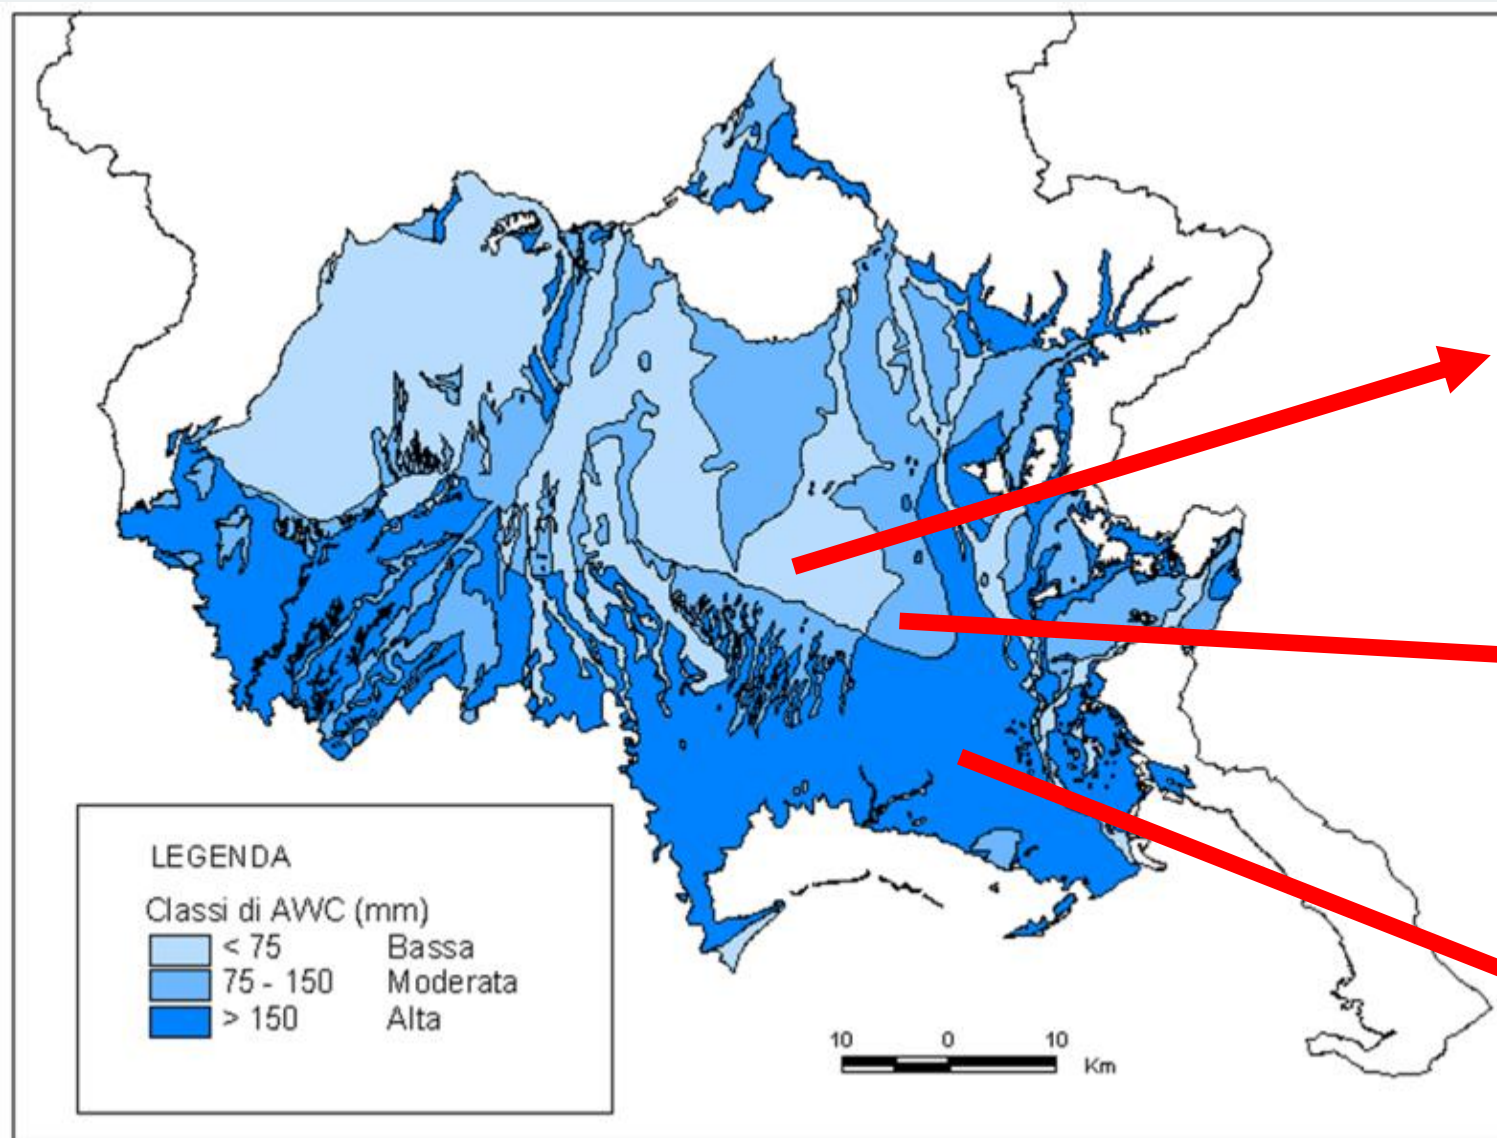 LEGENDA
Classi di AWC (mm)
< 75 Bassa
75 - 150 Moderata
> 150 Alta
10 0 10
Km